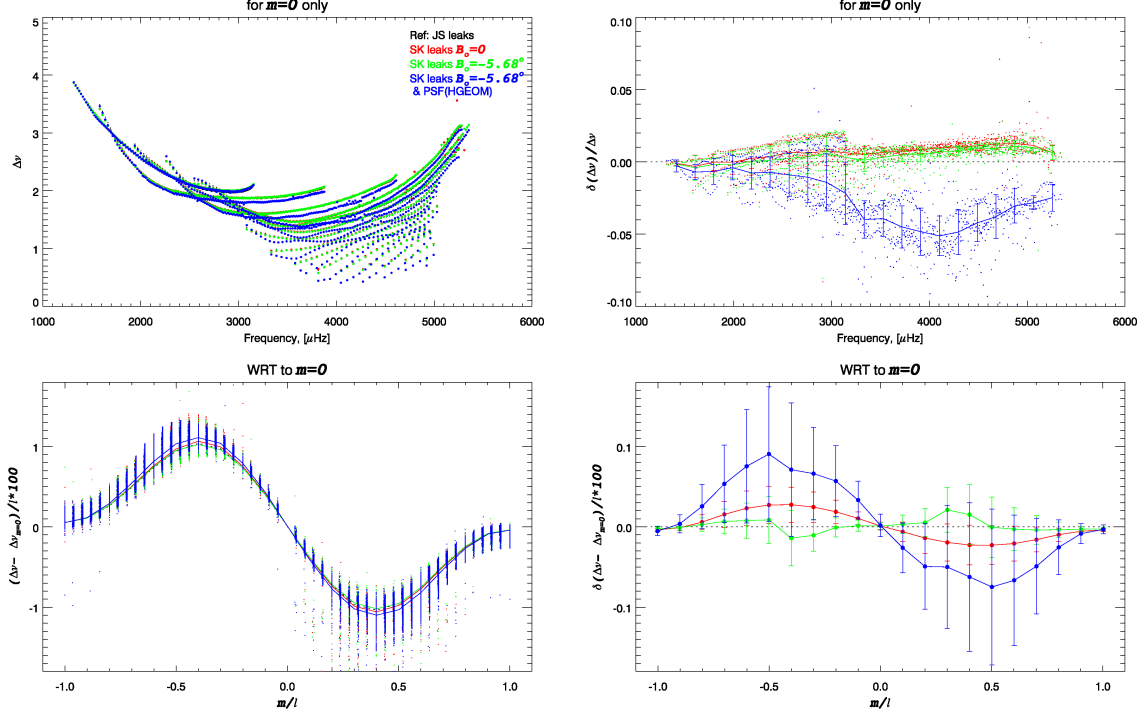 for m=0 only
5
4
3
2
1
0
Δν
Ref: JS leaks
SK leaks B₀=0
SK leaks B₀=-5.68°
SK leaks B₀=-5.68°
& PSF(HGEOM)
1000 2000 3000 4000 5000 6000
Frequency, [μHz]
for m=0 only
0.10
0.05
0.00
-0.05
-0.10
δ(Δν)/Δν
1000 2000 3000 4000 5000 6000
Frequency, [μHz]
WRT to m=0
1
0
-1
(Δν- Δνₘ₌₀)/l*100
-1.0 -0.5 0.0 0.5 1.0
m/l
WRT to m=0
0.1
0.0
-0.1
δ(Δν- Δνₘ₌₀)/l*100
-1.0 -0.5 0.0 0.5 1.0
m/l